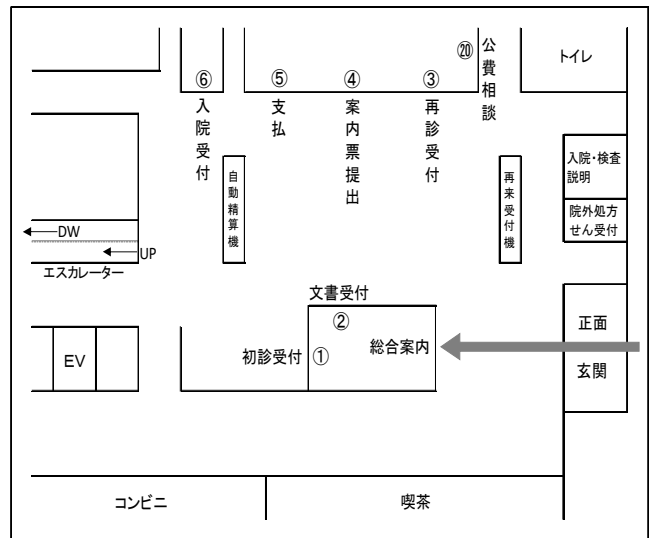 ⑥
入院受付
⑤
支払
④
案内票提出
③
再診受付
⑳
公費相談
トイレ
自動精算機
再来受付機
入院・検査
説明
院外処方
せん受付
DW
UP
エスカレーター
文書受付
②
初診受付
①
総合案内
正面
玄関
EV
コンビニ
喫茶